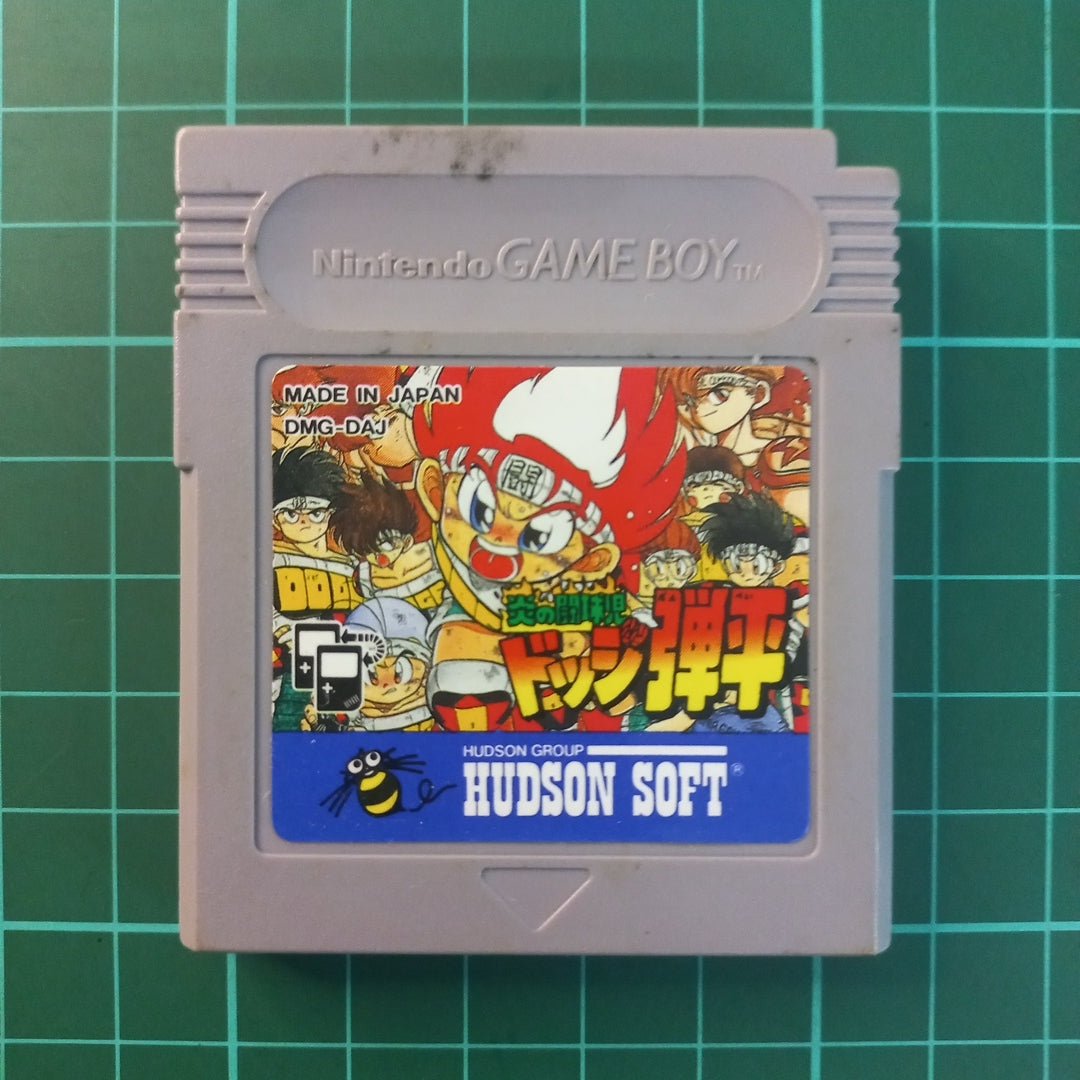 Nintendo GAME BOY TM
MADE IN JAPAN
DMG-DAJ
闘
炎の闘球児
ドッジ弾平
HUDSON GROUP
HUDSON SOFT®